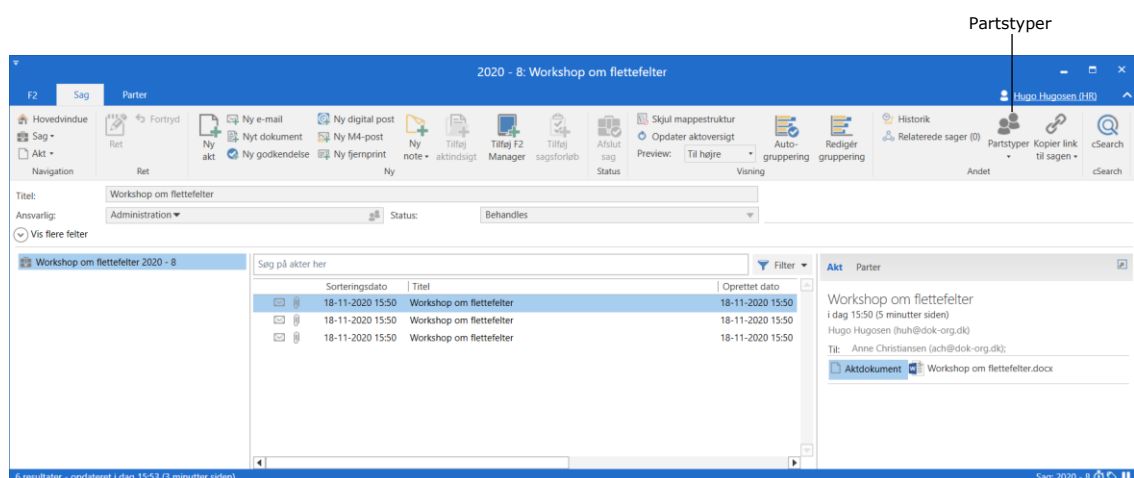 Partstyper
2020 - 8: Workshop om flettefelter
F2 Sag Parter Hugo Hugosen (HR)
Hovedvindue
Sag
Akt
Navigation
Fortryd
Ret
Ret
Ny akt
Ny e-mail
Nyt dokument
Ny godkendelse
Ny digital post
Ny M4-post
Ny fjernprint
Ny note
Tilføj aktindsigt
Tilføj F2 Manager
Tilføj sagsforløb
Ny
Afslut sag
Status
Skjul mappestruktur
Opdater aktoversigt
Preview: Til højre
Auto-gruppering
Redigér gruppering
Visning
Historik
Relaterede sager (0)
Partstyper
Kopier link til sagen
Andet
cSearch
cSearch
Titel: Workshop om flettefelter
Ansvarlig: Administration Status: Behandles
Vis flere felter
Workshop om flettefelter 2020 - 8
Søg på akter her Filter
Sorteringsdato Titel Oprettet dato
18-11-2020 15:50 Workshop om flettefelter 18-11-2020 15:50
18-11-2020 15:50 Workshop om flettefelter 18-11-2020 15:50
18-11-2020 15:50 Workshop om flettefelter 18-11-2020 15:50
Akt Parter
Workshop om flettefelter
i dag 15:50 (5 minutter siden)
Hugo Hugosen (huh@dok-org.dk)
Til: Anne Christiansen (ach@dok-org.dk);
Aktdokument Workshop om flettefelter.docx
6 resultater - opdateret i dag 15:53 (3 minutter siden) Sag: 2020 - 8